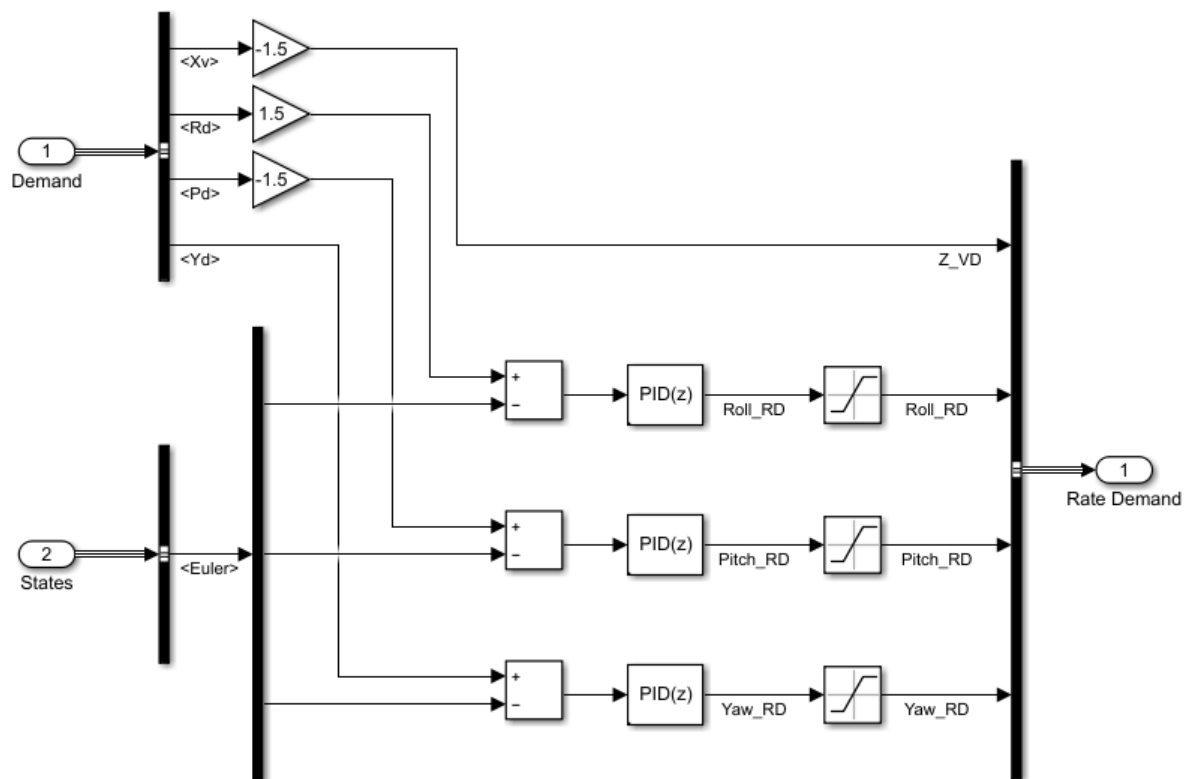 -1.5
<Xv>
1.5
<Rd>
1
Demand
-1.5
<Pd>
<Yd>
Z_VD
+
−
PID(z)
Roll_RD
Roll_RD
1
Rate Demand
2
States
<Euler>
+
−
PID(z)
Pitch_RD
Pitch_RD
+
−
PID(z)
Yaw_RD
Yaw_RD